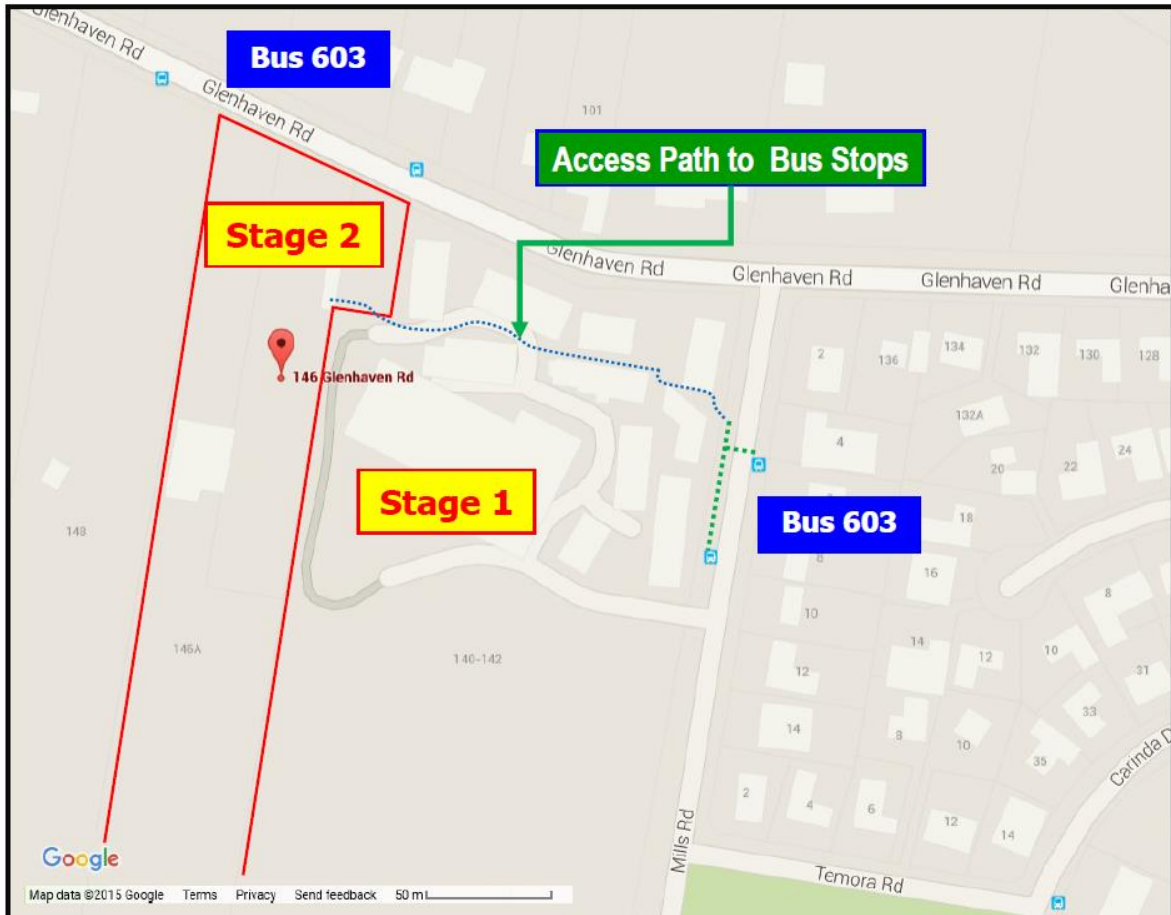 Glenhaven Rd
Bus 603
Glenhaven Rd
101
Access Path to Bus Stops
Stage 2
Glenhaven Rd
Glenhaven Rd
Glenhaven Rd
Glenha
2
136
134
132
130
128
146 Glenhaven Rd
132A
4
24
20
22
Stage 1
Bus 603
18
148
8
16
8
10
14
146A
140-142
12
12
10
31
33
14
8
10
35
Carinda D
2
4
6
12
14
Mills Rd
Temora Rd
Google
Map data ©2015 Google Terms Privacy Send feedback 50 m